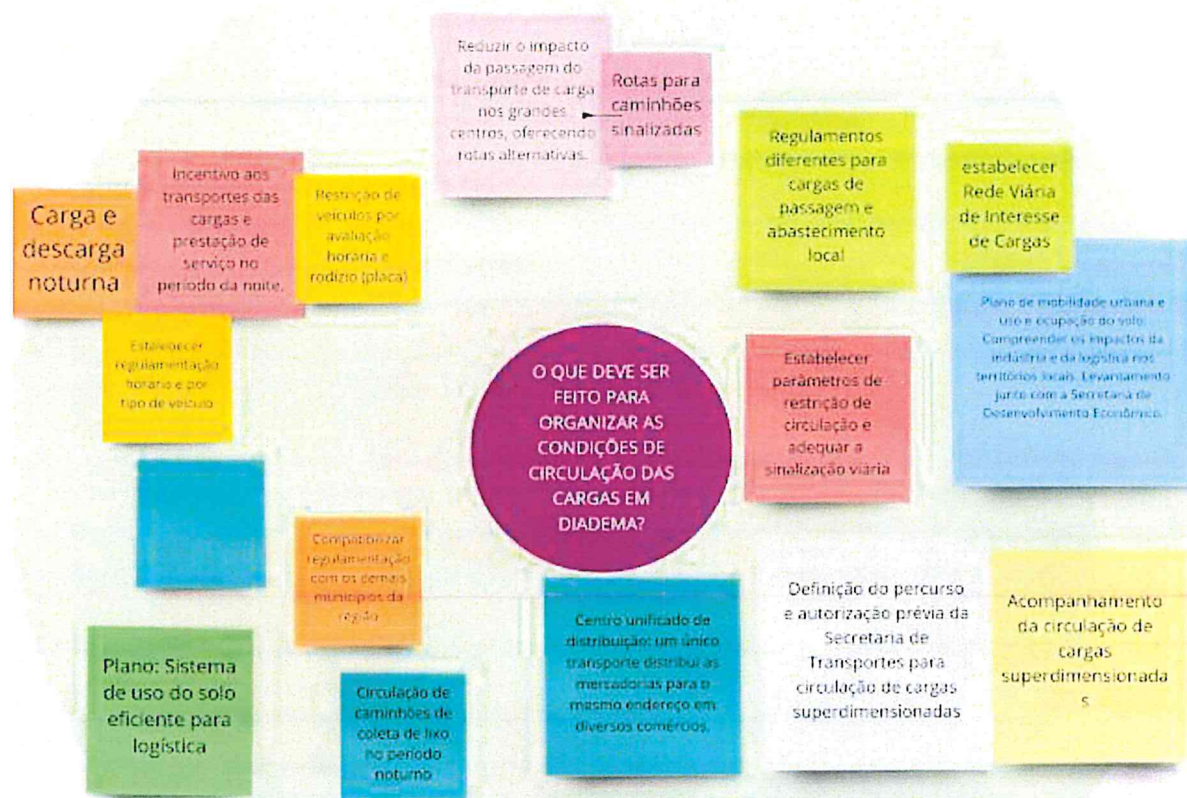 Reduzir o impacto
da passagem do
transporte de carga
nos grandes
centros, oferecendo
rotas alternativas.
Rotas para
caminhões
sinalizadas
Regulamentos
diferentes para
cargas de
passagem e
abastecimento
local
estabelecer
Rede Viária
de Interesse
de Cargas
Carga e
descarga
noturna
Incentivo aos
transportes das
cargas e
prestação de
serviço no
período da noite.
Restrição de
veículos por
avaliação
horária e
rodízio (placa)
Estabelecer
regulamentação
horária e por
tipo de veículo
O QUE DEVE SER
FEITO PARA
ORGANIZAR AS
CONDIÇÕES DE
CIRCULAÇÃO DAS
CARGAS EM
DIADEMA?
Estabelecer
parâmetros de
restrição de
circulação e
adequar a
sinalização viária
Plano de mobilidade urbana e
uso e ocupação do solo:
Compreender os impactos da
indústria e da logística nos
territórios locais. Levantamento
junto com a Secretaria de
Desenvolvimento Econômico.
Compatibilizar
regulamentação
com os demais
municípios da
região
Plano: Sistema
de uso do solo
eficiente para
logística
Circulação de
caminhões de
coleta de lixo no
período
noturno
Centro unificado de
distribuição: um único
transporte distribui as
mercadorias para o
mesmo endereço em
diversos comércios.
Definição do percurso
e autorização prévia da
Secretaria de
Transportes para
circulação de cargas
superdimensionadas
Acompanhamento
da circulação de
cargas
superdimensionada
s